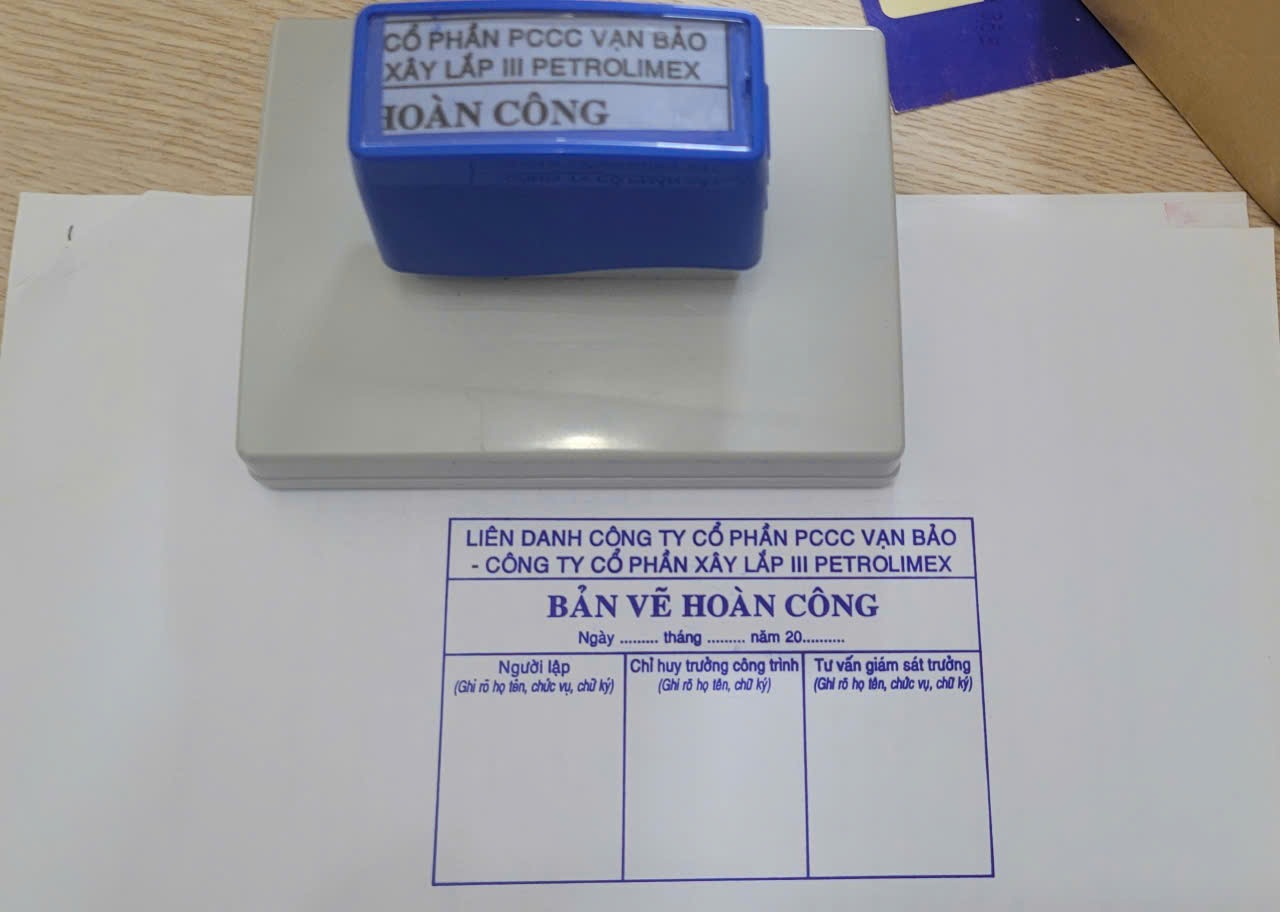 CỔ PHẦN PCCC VẠN BẢO
XÂY LẮP III PETROLIMEX
HOÀN CÔNG
LIÊN DANH CÔNG TY CỔ PHẦN PCCC VẠN BẢO
- CÔNG TY CỔ PHẦN XÂY LẮP III PETROLIMEX
BẢN VẼ HOÀN CÔNG
Ngày ......... tháng ......... năm 20..........
Người lập
(Ghi rõ họ tên, chức vụ, chữ ký)
Chỉ huy trưởng công trình
(Ghi rõ họ tên, chữ ký)
Tư vấn giám sát trưởng
(Ghi rõ họ tên, chức vụ, chữ ký)